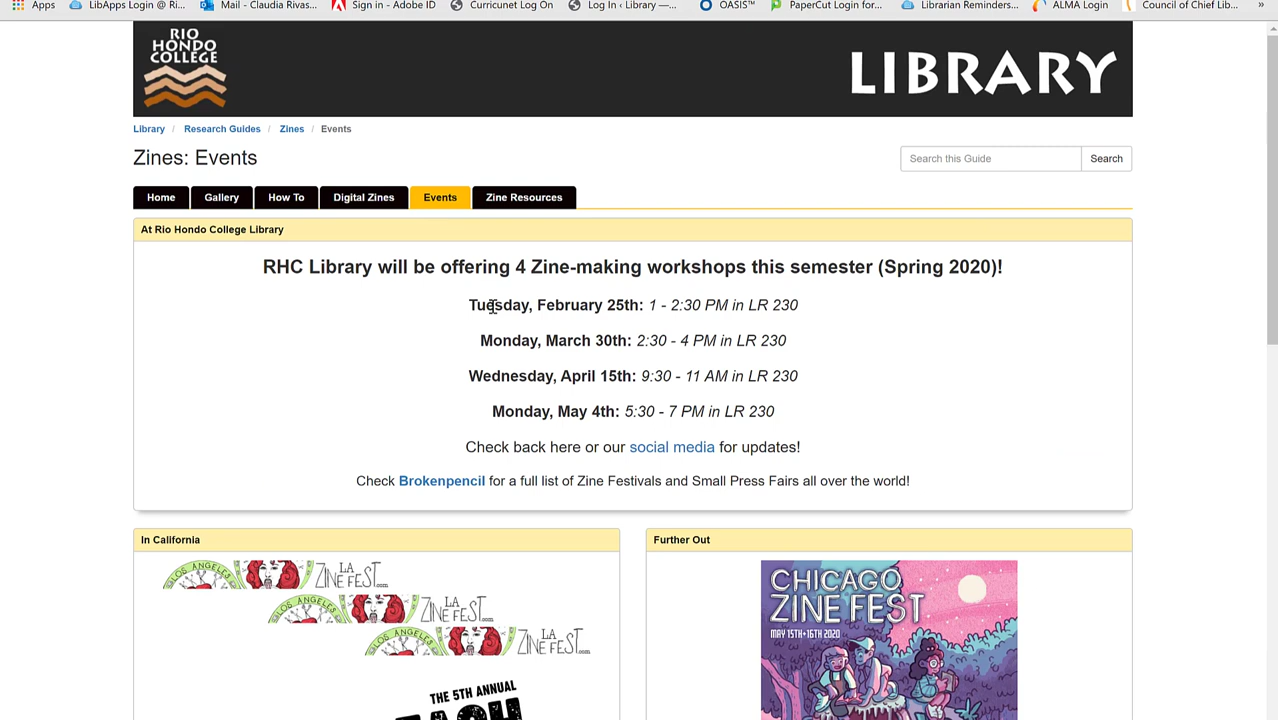 Apps LibApps Login @ Ri... Mail - Claudia Rivas... Sign in - Adobe ID Curricunet Log On Log In ‹ Library —... OASIS™ PaperCut Login for... Librarian Reminders... ALMA Login Council of Chief Lib... »
RIO
HONDO
COLLEGE
LIBRARY
Library / Research Guides / Zines / Events
Zines: Events
Search this Guide Search
Home Gallery How To Digital Zines Events Zine Resources
At Rio Hondo College Library
RHC Library will be offering 4 Zine-making workshops this semester (Spring 2020)!
Tuesday, February 25th: 1 - 2:30 PM in LR 230
Monday, March 30th: 2:30 - 4 PM in LR 230
Wednesday, April 15th: 9:30 - 11 AM in LR 230
Monday, May 4th: 5:30 - 7 PM in LR 230
Check back here or our social media for updates!
Check Brokenpencil for a full list of Zine Festivals and Small Press Fairs all over the world!
In California
LOS ANGELES LA ZINE FEST.com
LOS ANGELES LA ZINE FEST.com
LOS ANGELES LA ZINE FEST.com
THE 5TH ANNUAL
Further Out
CHICAGO
ZINE FEST
MAY 15TH+16TH 2020